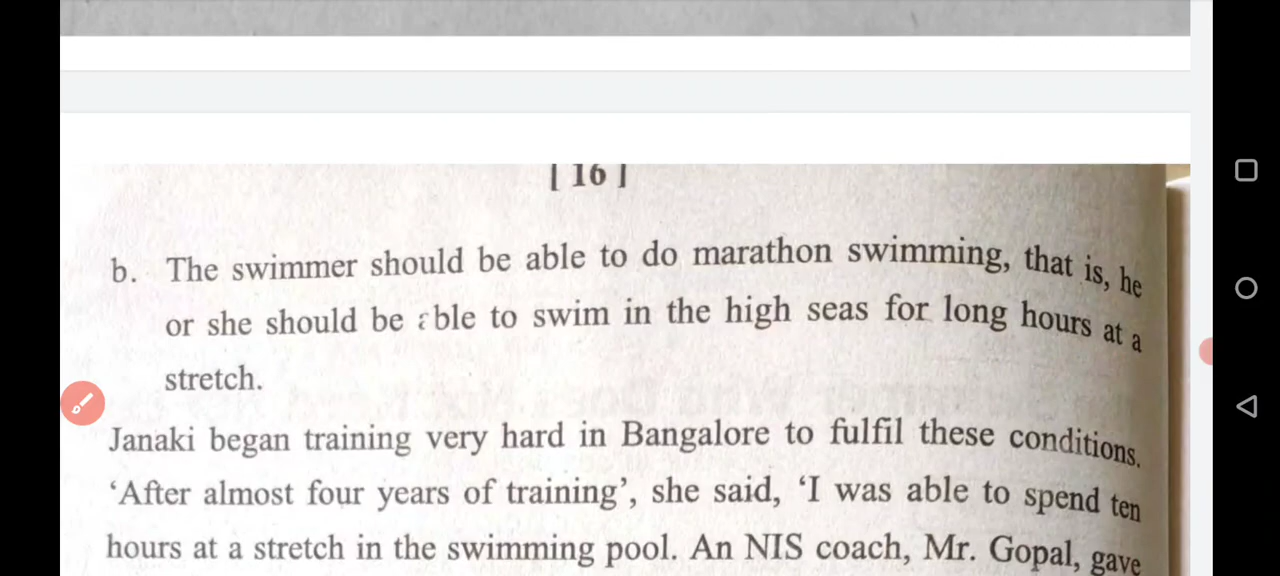 [ 16 ]
b. The swimmer should be able to do marathon swimming, that is, he
or she should be able to swim in the high seas for long hours at a
stretch.
Janaki began training very hard in Bangalore to fulfil these conditions.
‘After almost four years of training’, she said, ‘I was able to spend ten
hours at a stretch in the swimming pool. An NIS coach, Mr. Gopal, gave